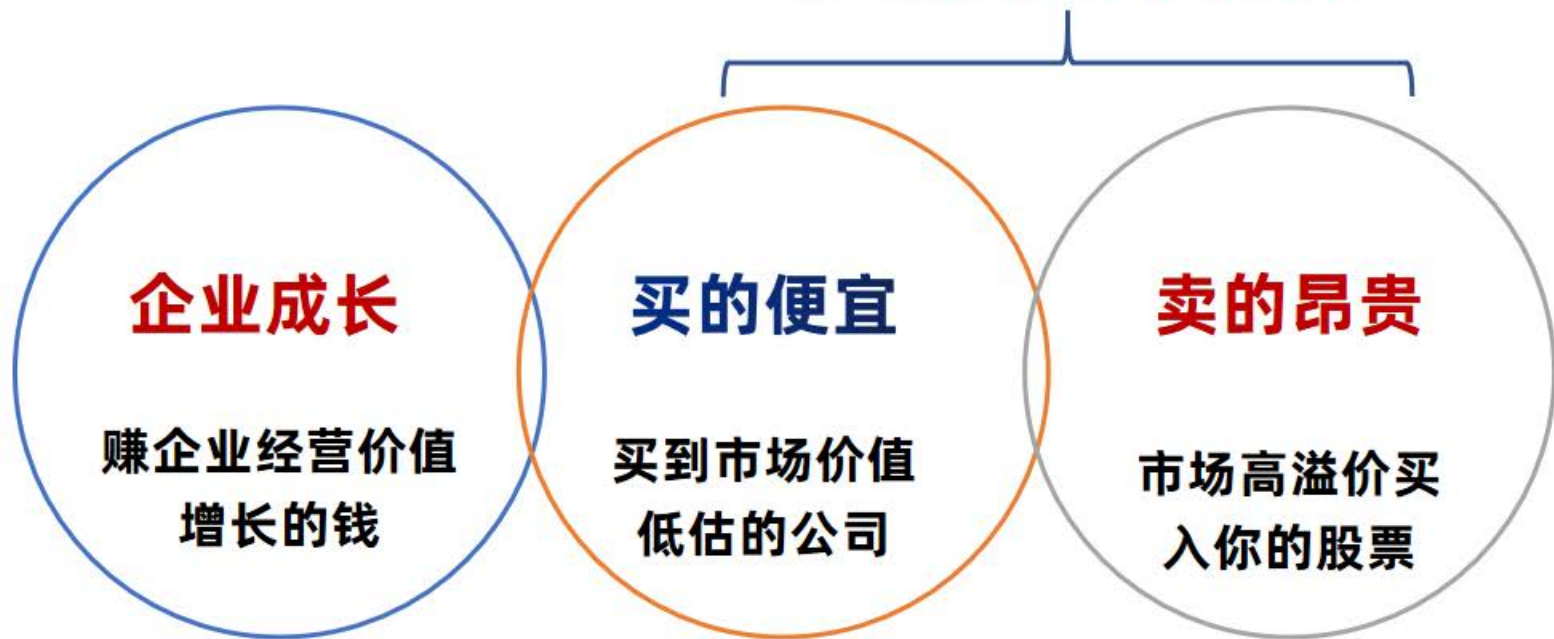 企业成长
赚企业经营价值
增长的钱
买的便宜
买到市场价值
低估的公司
卖的昂贵
市场高溢价买
入你的股票